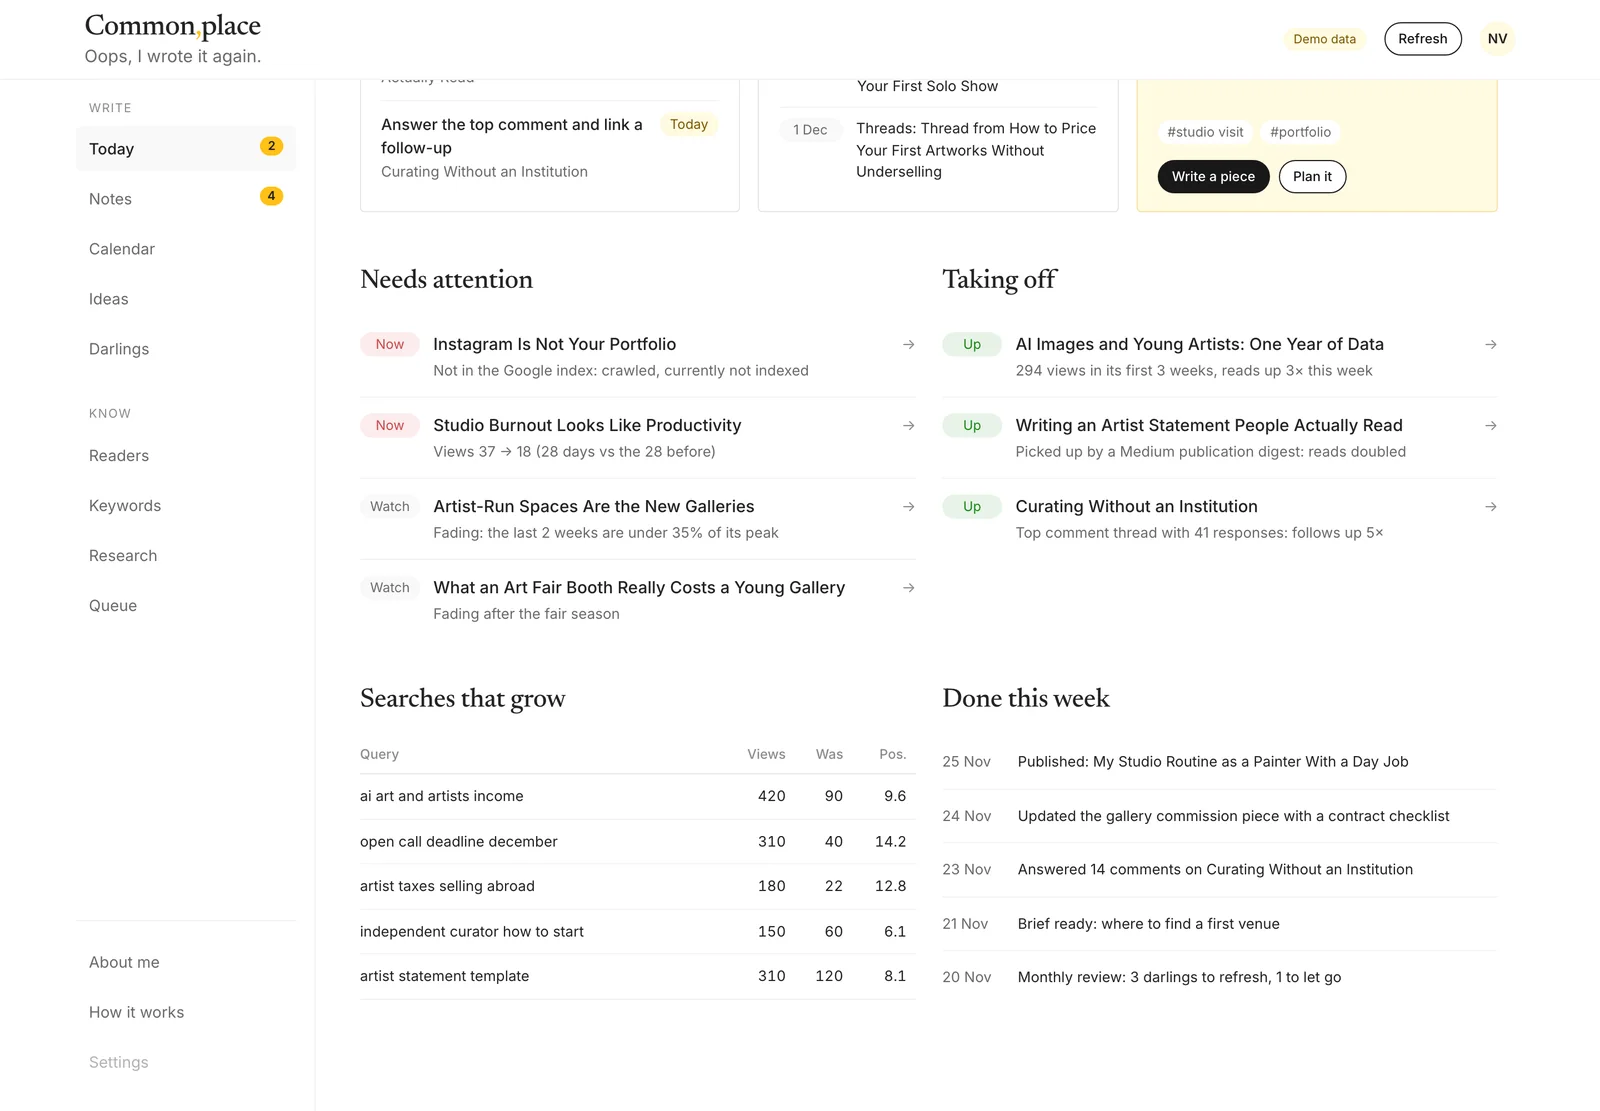 Common,place
Oops, I wrote it again.
Demo data
Refresh
NV
WRITE
Today
2
Notes
4
Calendar
Ideas
Darlings
KNOW
Readers
Keywords
Research
Queue
About me
How it works
Settings
Actually Read
Answer the top comment and link a
follow-up
Today
Curating Without an Institution
Your First Solo Show
1 Dec
Threads: Thread from How to Price
Your First Artworks Without
Underselling
#studio visit
#portfolio
Write a piece
Plan it
Needs attention
Now
Instagram Is Not Your Portfolio
→
Not in the Google index: crawled, currently not indexed
Now
Studio Burnout Looks Like Productivity
→
Views 37 → 18 (28 days vs the 28 before)
Watch
Artist-Run Spaces Are the New Galleries
→
Fading: the last 2 weeks are under 35% of its peak
Watch
What an Art Fair Booth Really Costs a Young Gallery
→
Fading after the fair season
Taking off
Up
AI Images and Young Artists: One Year of Data
→
294 views in its first 3 weeks, reads up 3× this week
Up
Writing an Artist Statement People Actually Read
→
Picked up by a Medium publication digest: reads doubled
Up
Curating Without an Institution
→
Top comment thread with 41 responses: follows up 5×
Searches that grow
Query Views Was Pos.
ai art and artists income 420 90 9.6
open call deadline december 310 40 14.2
artist taxes selling abroad 180 22 12.8
independent curator how to start 150 60 6.1
artist statement template 310 120 8.1
Done this week
25 Nov Published: My Studio Routine as a Painter With a Day Job
24 Nov Updated the gallery commission piece with a contract checklist
23 Nov Answered 14 comments on Curating Without an Institution
21 Nov Brief ready: where to find a first venue
20 Nov Monthly review: 3 darlings to refresh, 1 to let go